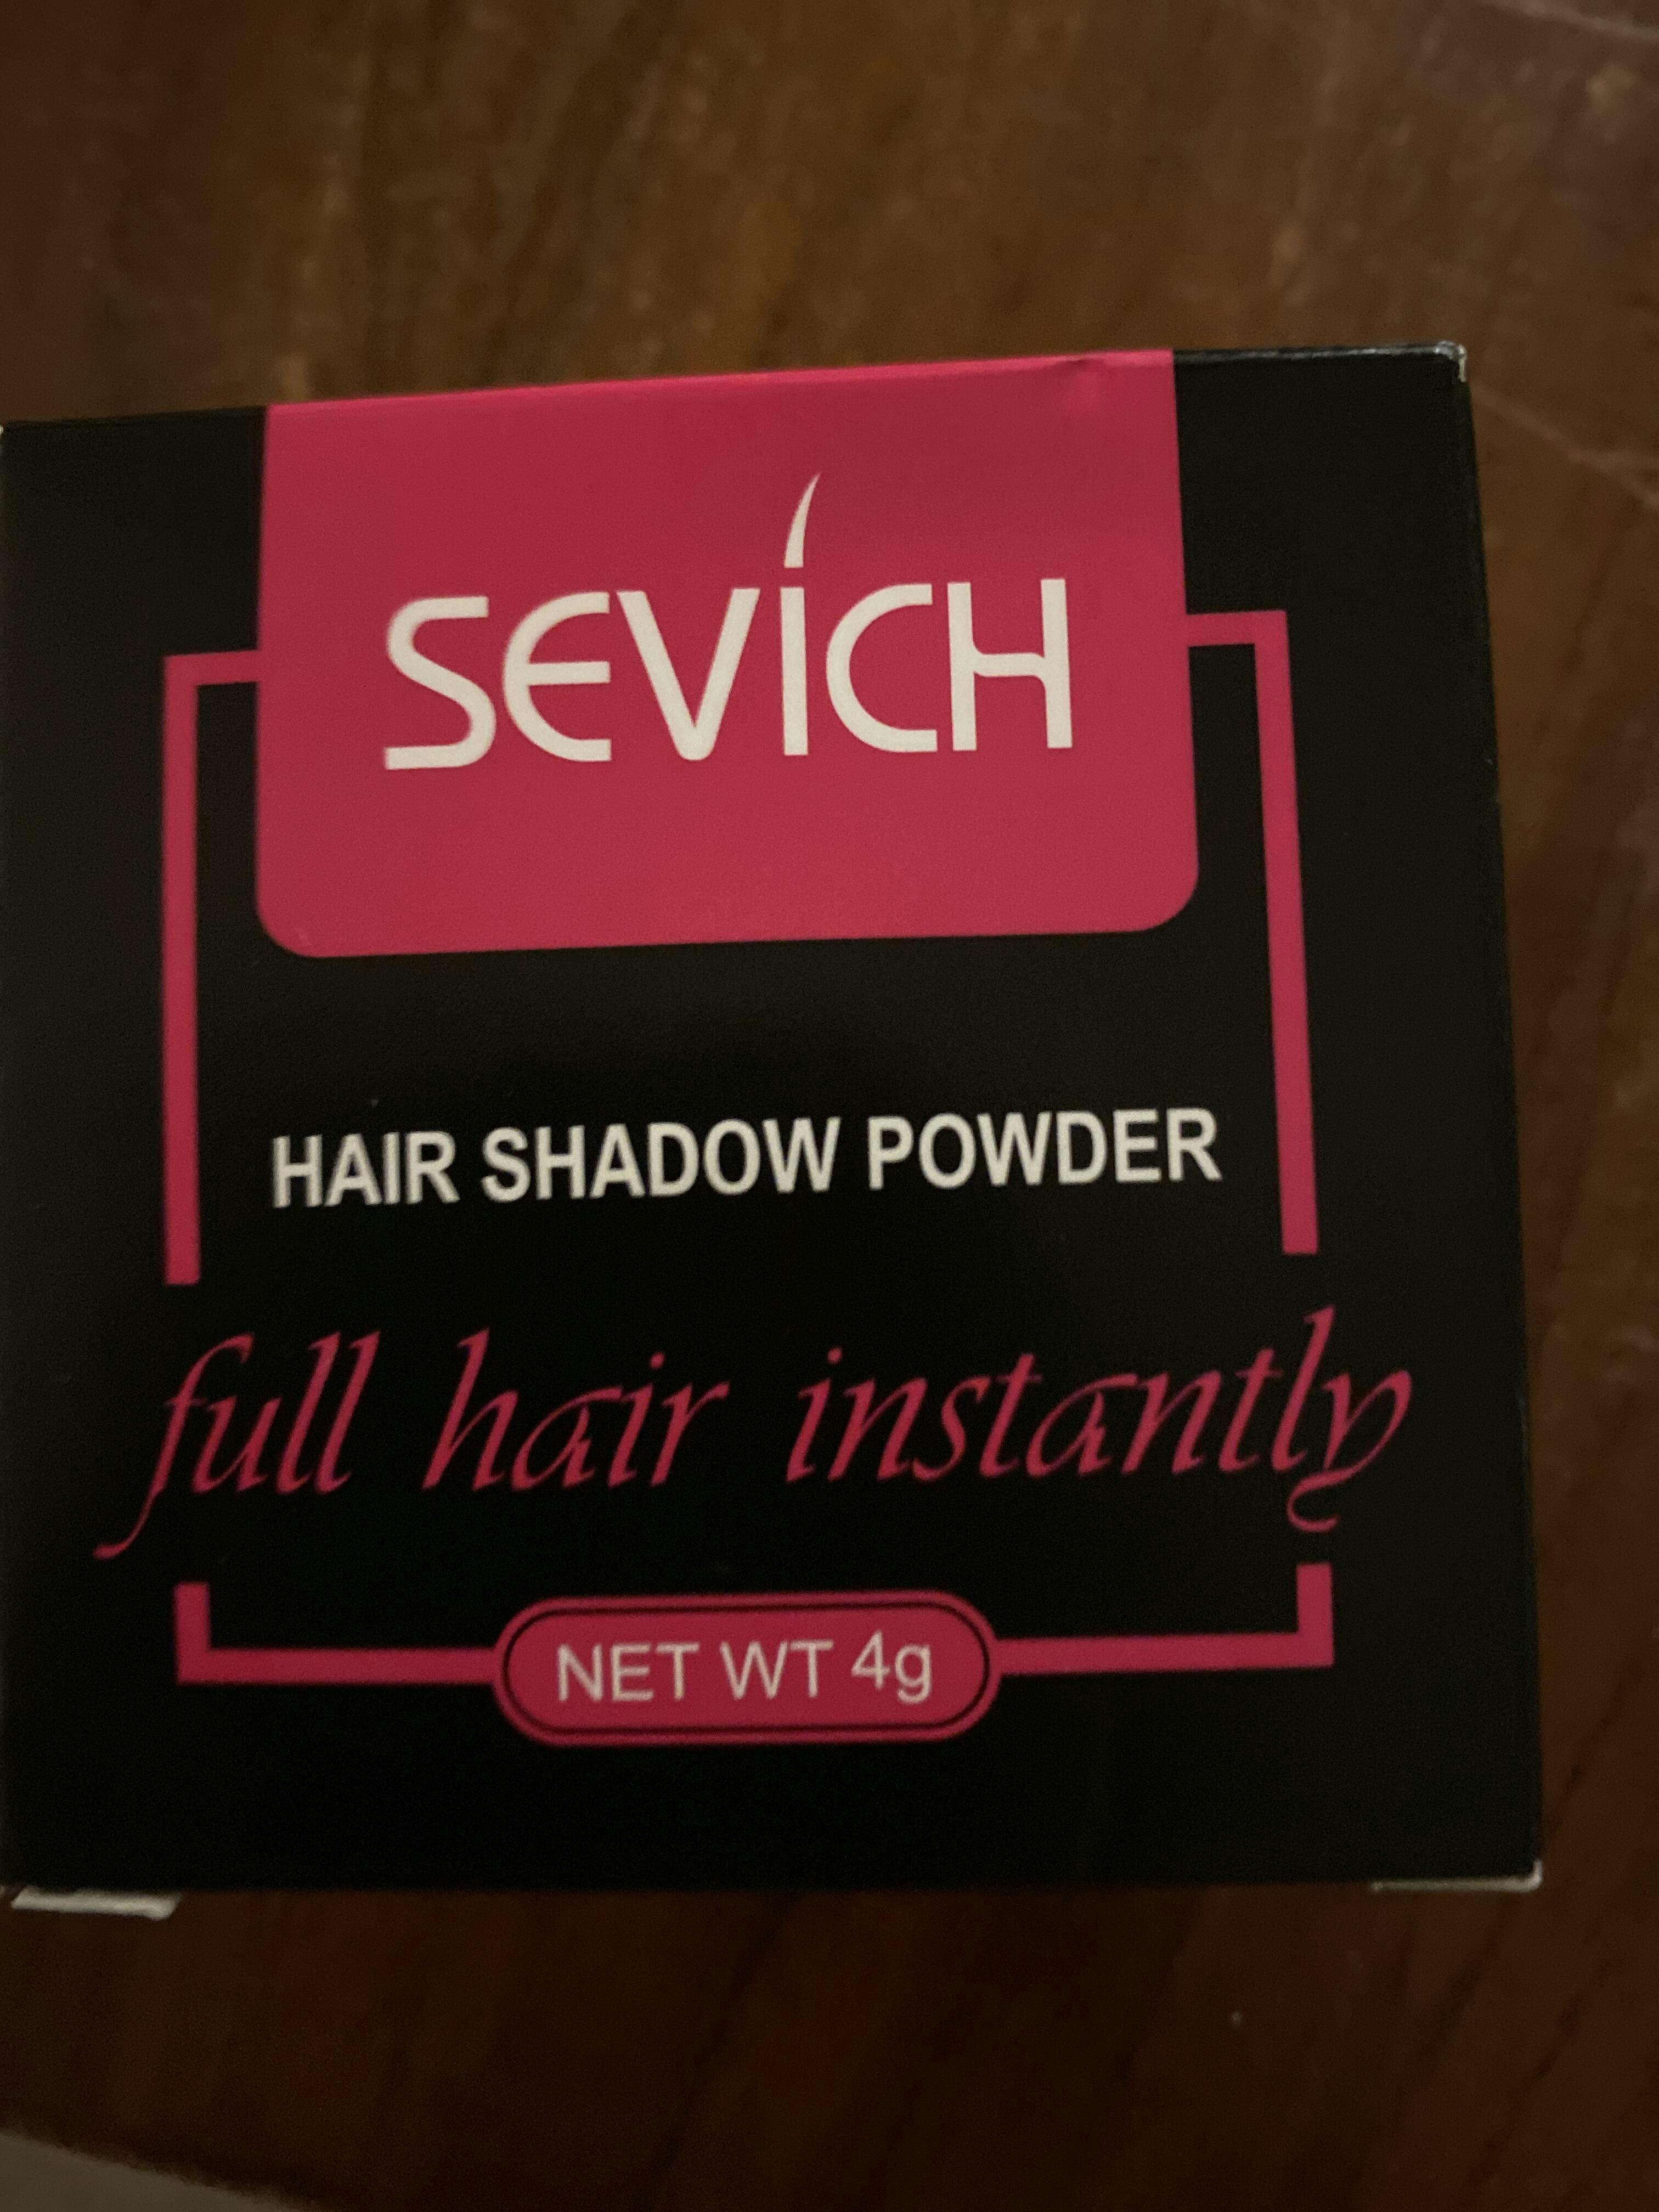 SEVICH
HAIR SHADOW POWDER
full hair instantly
NET WT 4g